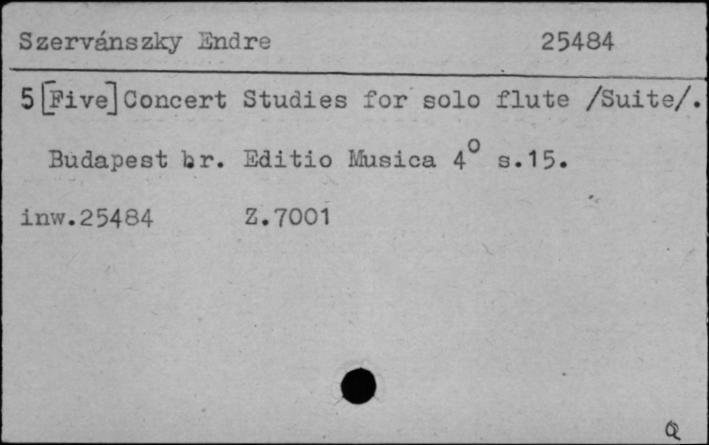 Szervánszky Endre 25484
5 [Five] Concert Studies for solo flute /Suite/.
Budapest br. Editio Musica 4° s.15.
inw.25484 Z.7001